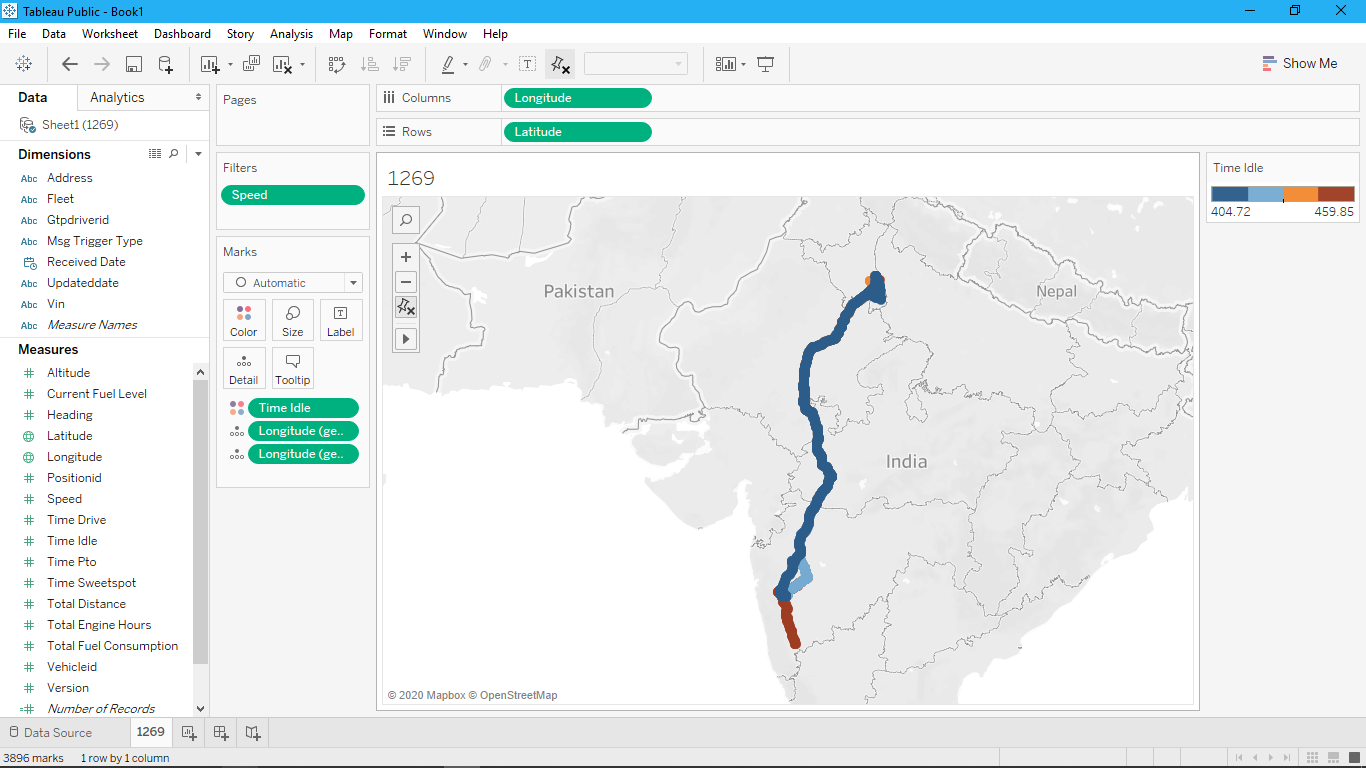 Tableau Public - Book1
File Data Worksheet Dashboard Story Analysis Map Format Window Help
Show Me
Data Analytics
Sheet1 (1269)
Dimensions
Abc Address
Abc Fleet
Abc Gtpdriverid
Abc Msg Trigger Type
Received Date
Abc Updateddate
Abc Vin
Abc Measure Names
Measures
Altitude
Current Fuel Level
Heading
Latitude
Longitude
Positionid
Speed
Time Drive
Time Idle
Time Pto
Time Sweetspot
Total Distance
Total Engine Hours
Total Fuel Consumption
Vehicleid
Version
Number of Records
Pages
Filters
Speed
Marks
Automatic
Color Size Label
Detail Tooltip
Time Idle
Longitude (ge..
Longitude (ge..
Columns Longitude
Rows Latitude
1269
Pakistan
Nepal
India
© 2020 Mapbox © OpenStreetMap
Time Idle
404.72 459.85
Data Source 1269
3896 marks 1 row by 1 column